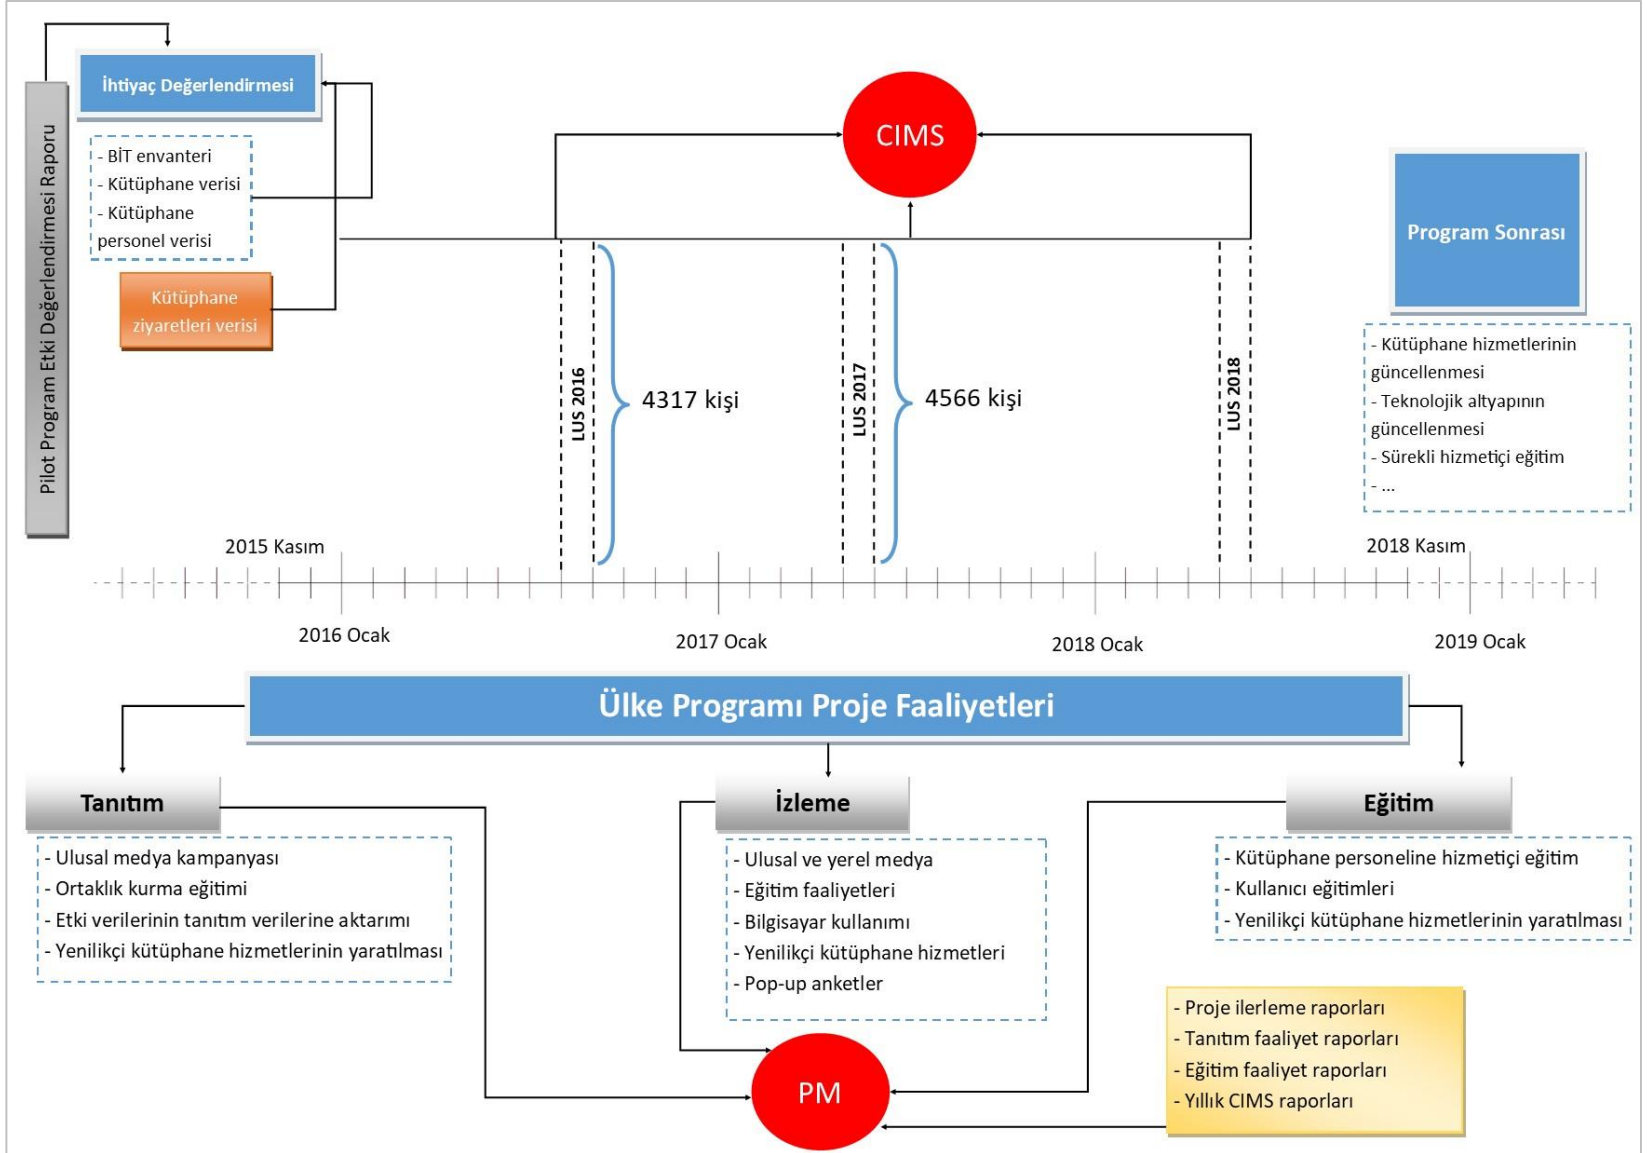 Pilot Program Etki Değerlendirmesi Raporu
İhtiyaç Değerlendirmesi
- BİT envanteri
- Kütüphane verisi
- Kütüphane
personel verisi
Kütüphane
ziyaretleri verisi
CIMS
LUS 2016
4317 kişi
LUS 2017
4566 kişi
LUS 2018
Program Sonrası
- Kütüphane hizmetlerinin
güncellenmesi
- Teknolojik altyapının
güncellenmesi
- Sürekli hizmetiçi eğitim
- ...
2015 Kasım
2018 Kasım
2016 Ocak
2017 Ocak
2018 Ocak
2019 Ocak
Ülke Programı Proje Faaliyetleri
Tanıtım
- Ulusal medya kampanyası
- Ortaklık kurma eğitimi
- Etki verilerinin tanıtım verilerine aktarımı
- Yenilikçi kütüphane hizmetlerinin yaratılması
İzleme
- Ulusal ve yerel medya
- Eğitim faaliyetleri
- Bilgisayar kullanımı
- Yenilikçi kütüphane hizmetleri
- Pop-up anketler
Eğitim
- Kütüphane personeline hizmetiçi eğitim
- Kullanıcı eğitimleri
- Yenilikçi kütüphane hizmetlerinin yaratılması
- Proje ilerleme raporları
- Tanıtım faaliyet raporları
- Eğitim faaliyet raporları
- Yıllık CIMS raporları
PM